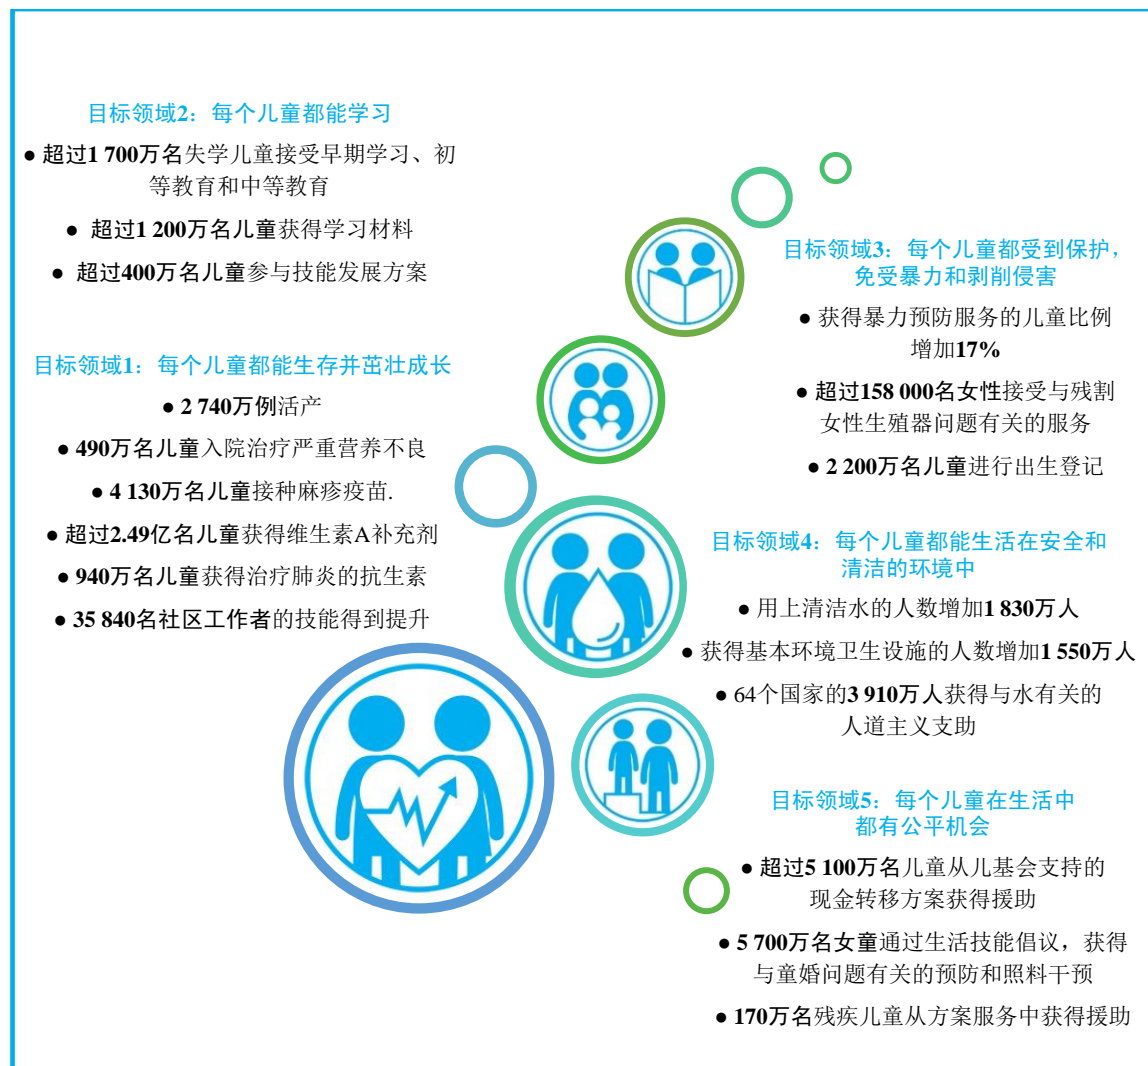 目标领域2：每个儿童都能学习
● 超过1 700万名失学儿童接受早期学习、初
等教育和中等教育
● 超过1 200万名儿童获得学习材料
● 超过400万名儿童参与技能发展方案
目标领域1：每个儿童都能生存并茁壮成长
● 2 740万例活产
● 490万名儿童入院治疗严重营养不良
● 4 130万名儿童接种麻疹疫苗.
● 超过2.49亿名儿童获得维生素A补充剂
● 940万名儿童获得治疗肺炎的抗生素
● 35 840名社区工作者的技能得到提升
目标领域3：每个儿童都受到保护，
免受暴力和剥削侵害
● 获得暴力预防服务的儿童比例
增加17%
● 超过158 000名女性接受与残割
女性生殖器问题有关的服务
● 2 200万名儿童进行出生登记
目标领域4：每个儿童都能生活在安全和
清洁的环境中
● 用上清洁水的人数增加1 830万人
● 获得基本环境卫生设施的人数增加1 550万人
● 64个国家的3 910万人获得与水有关的
人道主义支助
目标领域5：每个儿童在生活中
都有公平机会
● 超过5 100万名儿童从儿基会支持的
现金转移方案获得援助
● 5 700万名女童通过生活技能倡议，获得
与童婚问题有关的预防和照料干预
● 170万名残疾儿童从方案服务中获得援助